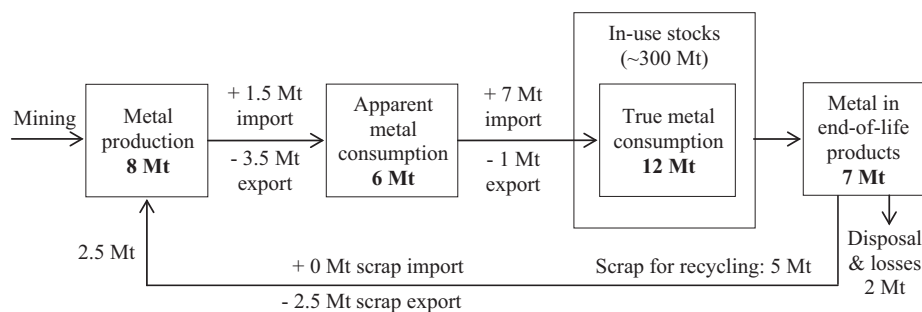 Mining
Metal
production
8 Mt
+ 1.5 Mt
import
- 3.5 Mt
export
Apparent
metal
consumption
6 Mt
+ 7 Mt
import
- 1 Mt
export
In-use stocks
(~300 Mt)
True metal
consumption
12 Mt
Metal in
end-of-life
products
7 Mt
Disposal
& losses
2 Mt
Scrap for recycling: 5 Mt
+ 0 Mt scrap import
- 2.5 Mt scrap export
2.5 Mt